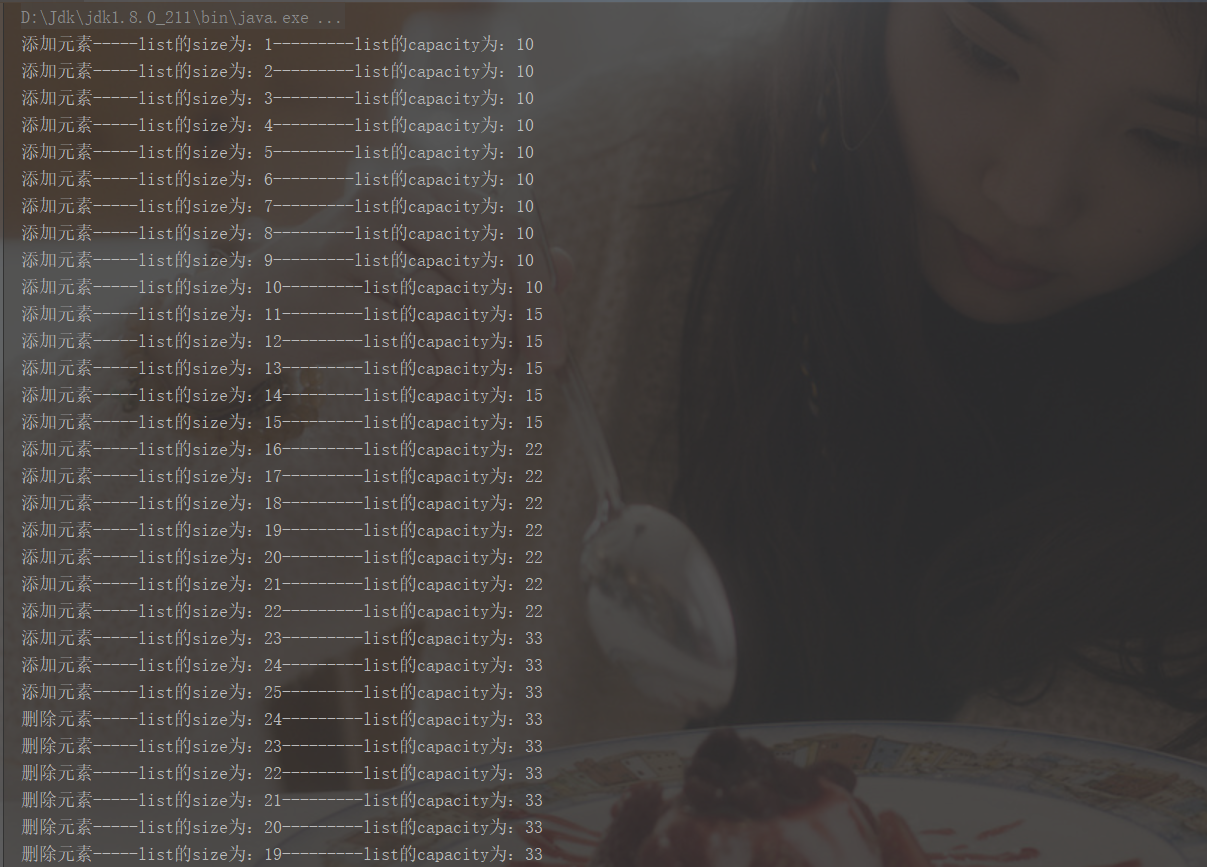 D:\Jdk\jdk1.8.0_211\bin\java.exe ...
添加元素-----list的size为：1---------list的capacity为：10
添加元素-----list的size为：2---------list的capacity为：10
添加元素-----list的size为：3---------list的capacity为：10
添加元素-----list的size为：4---------list的capacity为：10
添加元素-----list的size为：5---------list的capacity为：10
添加元素-----list的size为：6---------list的capacity为：10
添加元素-----list的size为：7---------list的capacity为：10
添加元素-----list的size为：8---------list的capacity为：10
添加元素-----list的size为：9---------list的capacity为：10
添加元素-----list的size为：10---------list的capacity为：10
添加元素-----list的size为：11---------list的capacity为：15
添加元素-----list的size为：12---------list的capacity为：15
添加元素-----list的size为：13---------list的capacity为：15
添加元素-----list的size为：14---------list的capacity为：15
添加元素-----list的size为：15---------list的capacity为：15
添加元素-----list的size为：16---------list的capacity为：22
添加元素-----list的size为：17---------list的capacity为：22
添加元素-----list的size为：18---------list的capacity为：22
添加元素-----list的size为：19---------list的capacity为：22
添加元素-----list的size为：20---------list的capacity为：22
添加元素-----list的size为：21---------list的capacity为：22
添加元素-----list的size为：22---------list的capacity为：22
添加元素-----list的size为：23---------list的capacity为：33
添加元素-----list的size为：24---------list的capacity为：33
添加元素-----list的size为：25---------list的capacity为：33
删除元素-----list的size为：24---------list的capacity为：33
删除元素-----list的size为：23---------list的capacity为：33
删除元素-----list的size为：22---------list的capacity为：33
删除元素-----list的size为：21---------list的capacity为：33
删除元素-----list的size为：20---------list的capacity为：33
删除元素-----list的size为：19---------list的capacity为：33